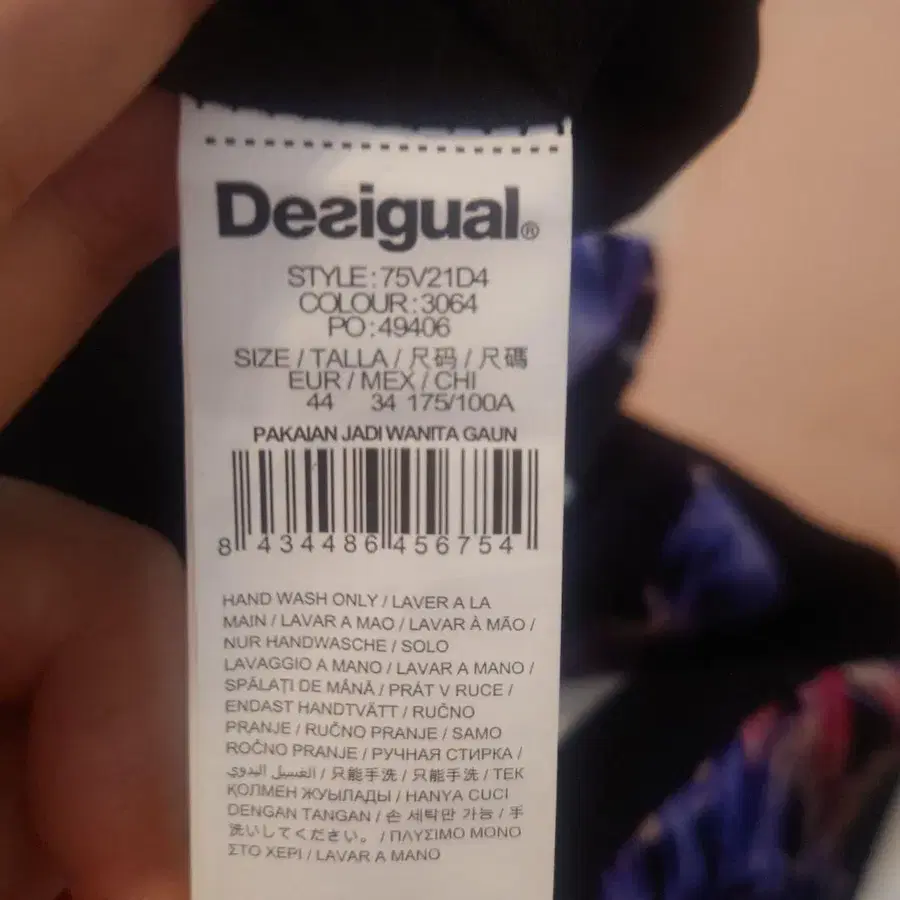 Desigual®
STYLE:75V21D4
COLOUR:3064
PO:49406
SIZE / TALLA / 尺码 / 尺碼
EUR / MEX / CHI
44 34 175/100A
PAKAIAN JADI WANITA GAUN
8 434486 456754
HAND WASH ONLY / LAVER A LA
MAIN / LAVAR A MAO / LAVAR À MÃO /
NUR HANDWASCHE / SOLO
LAVAGGIO A MANO / LAVAR A MANO /
SPĂLAȚI DE MÂNĂ / PRÁT V RUCE /
ENDAST HANDTVÄTT / RUČNO
PRANJE / RUČNO PRANJE / SAMO
ROČNO PRANJE / РУЧНАЯ СТИРКА /
الغسيل اليدوي / 只能手洗 / 只能手洗 / ТЕК
ҚОЛМЕН ЖУЫЛАДЫ / HANYA CUCI
DENGAN TANGAN / 손 세탁만 가능 / 手
洗いしてください。 / ΠΛΥΣΙΜΟ ΜΟΝΟ
ΣΤΟ ΧΕΡΙ / LAVAR A MANO